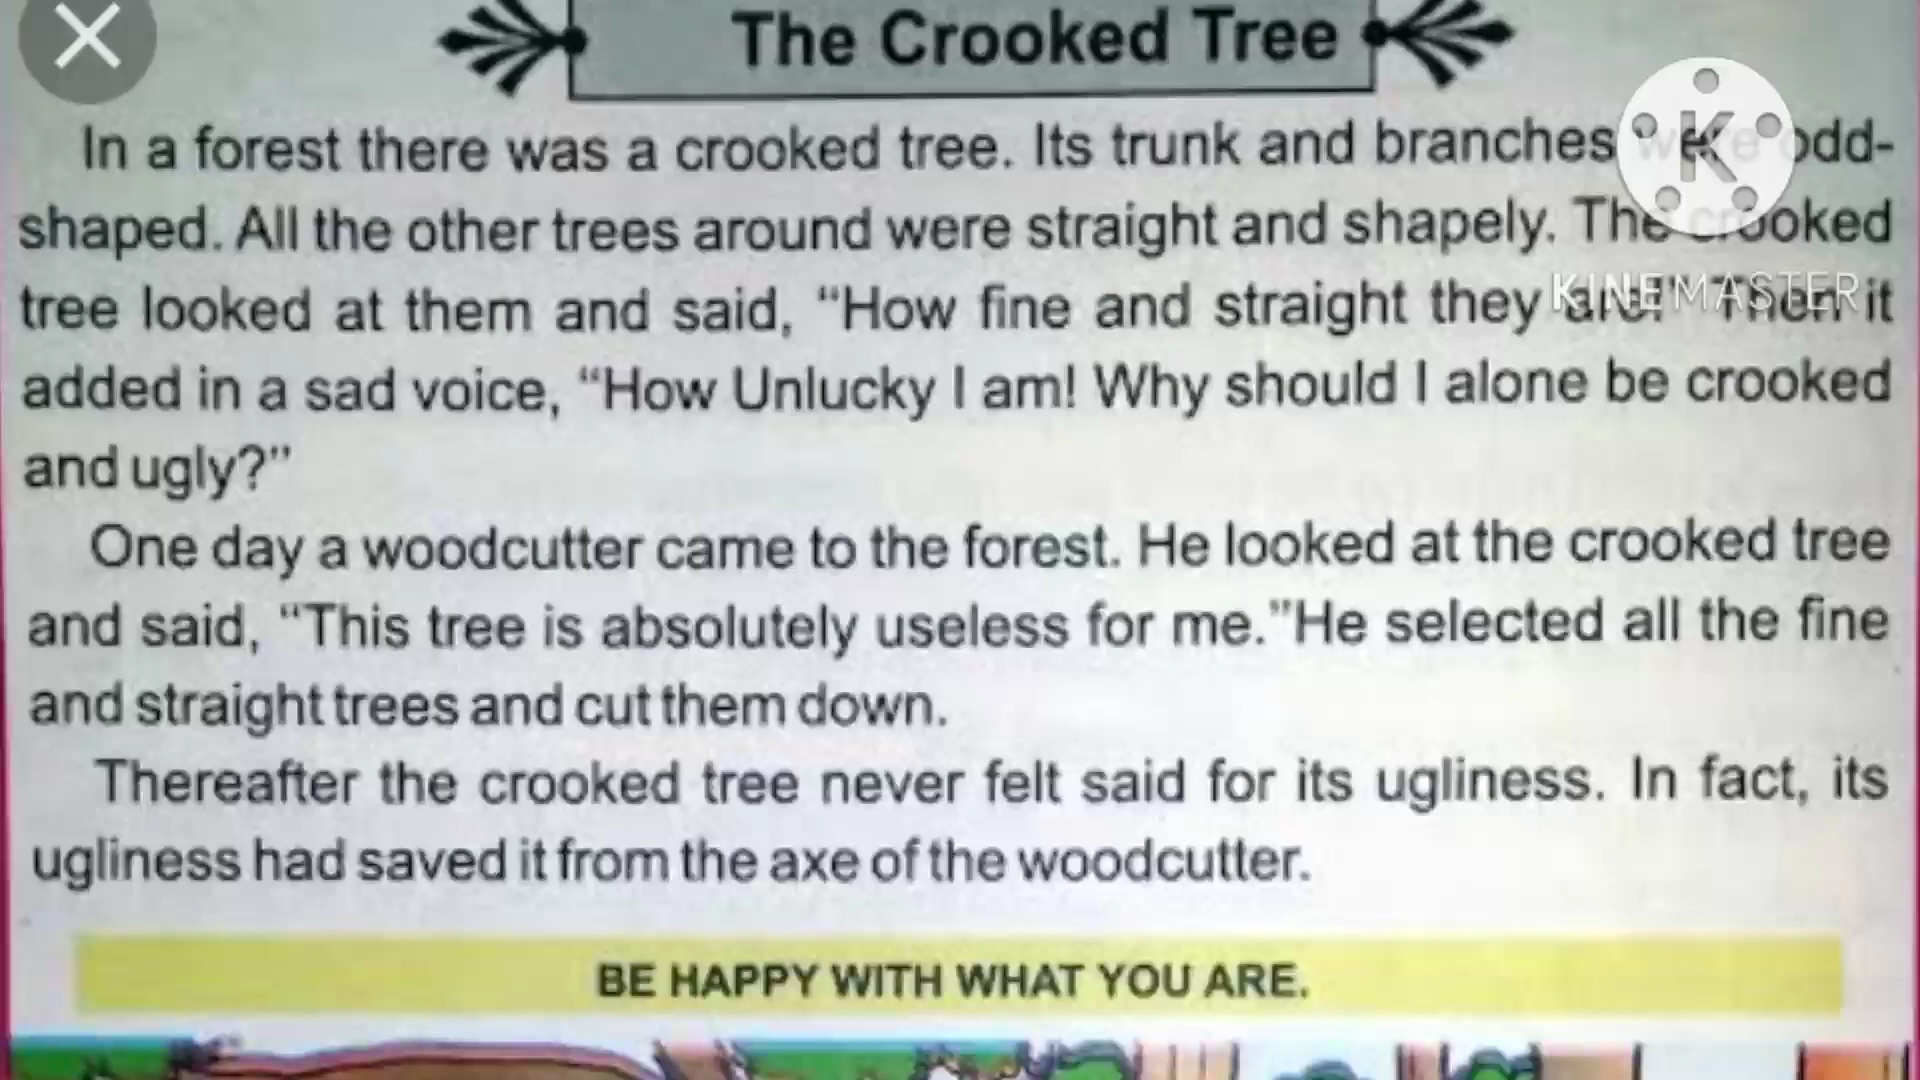 The Crooked Tree
In a forest there was a crooked tree. Its trunk and branches were odd-
shaped. All the other trees around were straight and shapely. The crooked
tree looked at them and said, “How fine and straight they are!” Then it
added in a sad voice, “How Unlucky I am! Why should I alone be crooked
and ugly?”
One day a woodcutter came to the forest. He looked at the crooked tree
and said, “This tree is absolutely useless for me.”He selected all the fine
and straight trees and cut them down.
Thereafter the crooked tree never felt said for its ugliness. In fact, its
ugliness had saved it from the axe of the woodcutter.
BE HAPPY WITH WHAT YOU ARE.
K
KINEMASTER